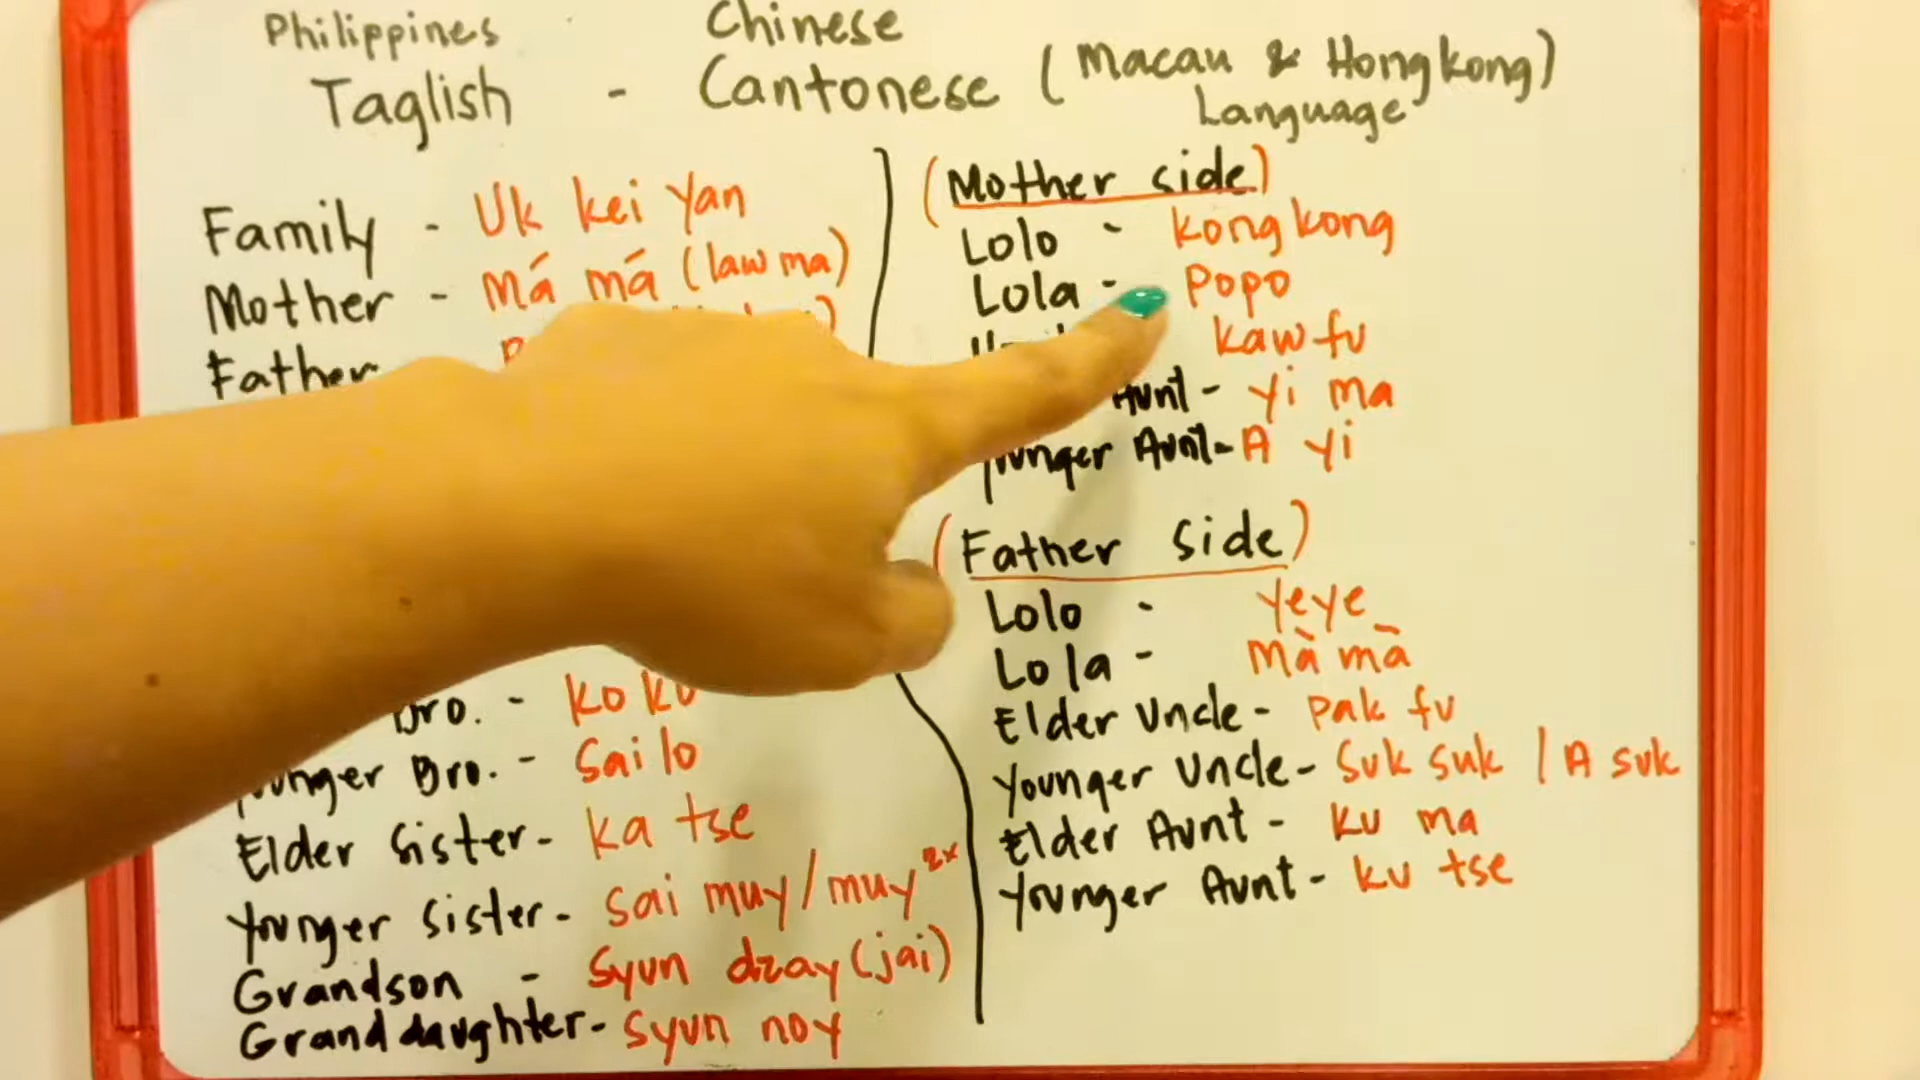 Philippines
Chinese
Taglish - Cantonese (Macau & Hongkong)
Language
Family - Uk kei yan
Mother - Má má (law ma)
Father
Bro. - ko ko
Bro. - Sai lo
Elder Sister - ka tse
Younger Sister - Sai muy/muy 2x
Grandson - Syun dzay (jai)
Granddaughter - Syun noy
(Mother side)
Lolo - kong kong
Lola - Popo
kaw fu
Aunt - Yi ma
Younger Aunt - A yi
(Father side)
Lolo - Yeye
Lola - Mà mà
Elder Uncle - Pak fu
Younger Uncle - Suk suk / A suk
Elder Aunt - ku ma
Younger Aunt - ku tse